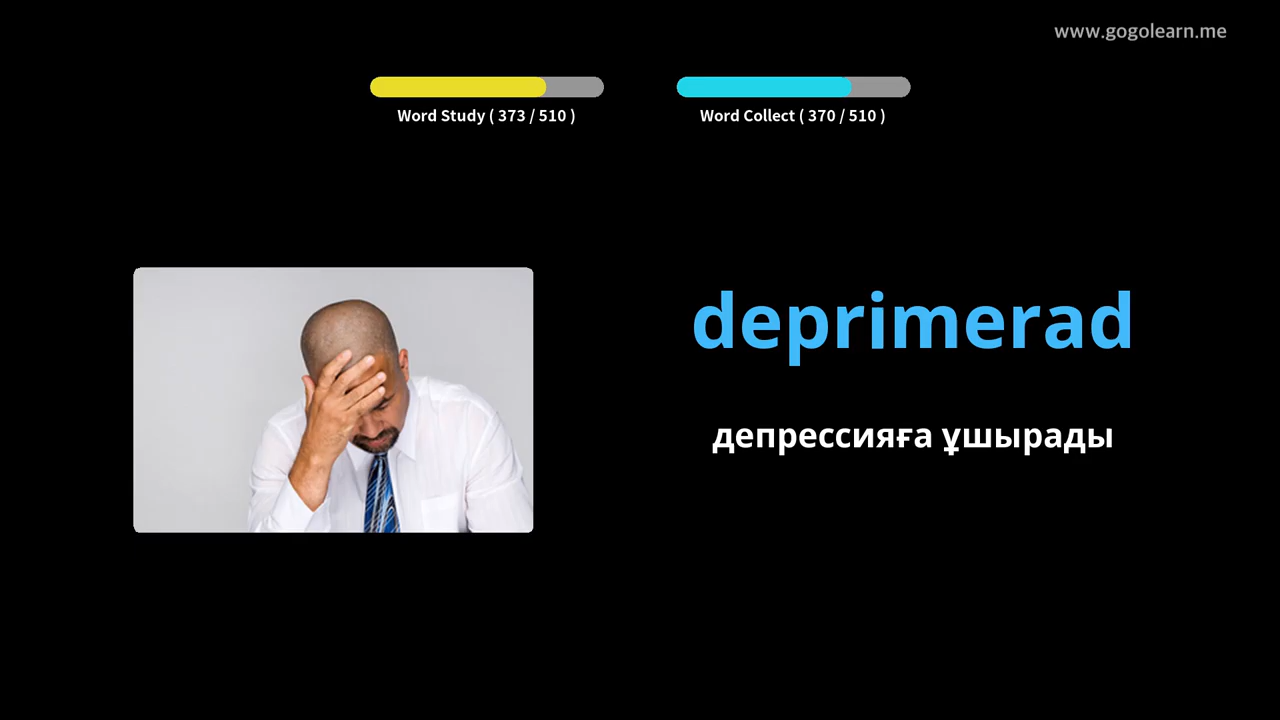 www.gogolearn.me
Word Study ( 373 / 510 )
Word Collect ( 370 / 510 )
deprimerad
депрессияға ұшырады